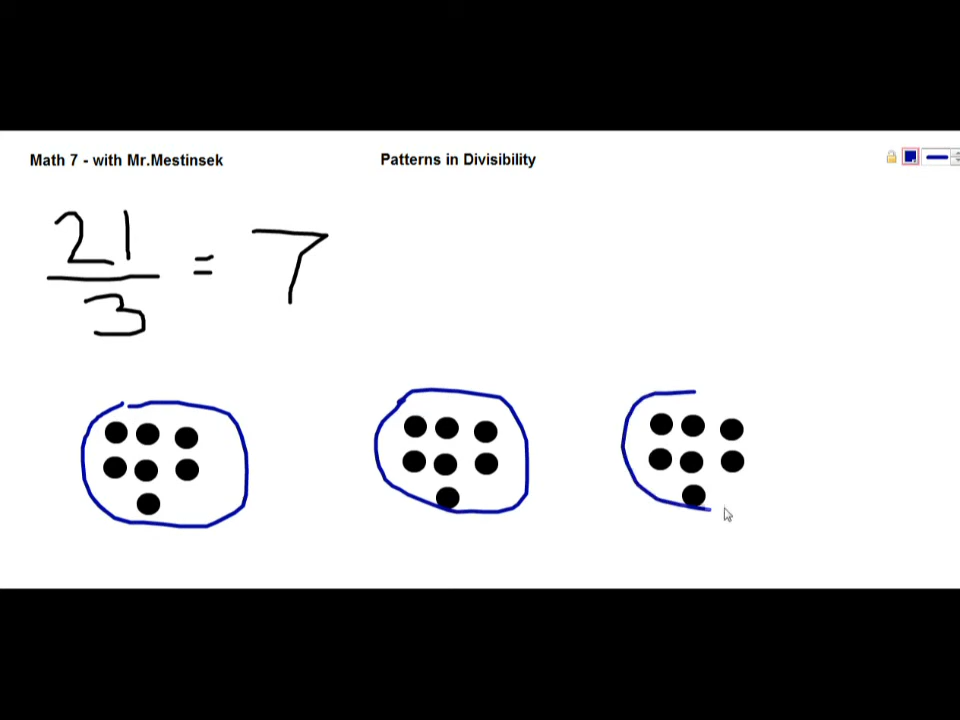 Math 7 - with Mr.Mestinsek
Patterns in Divisibility
21
3
= 7